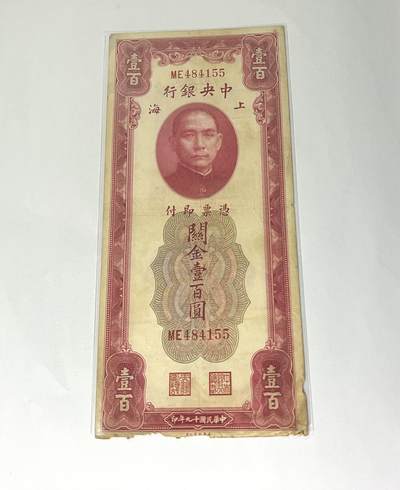 壹百
壹百
ME484155
中央銀行
上海
憑票即付
關金壹百圓
ME484155
壹百
壹百
中華民國十九年印